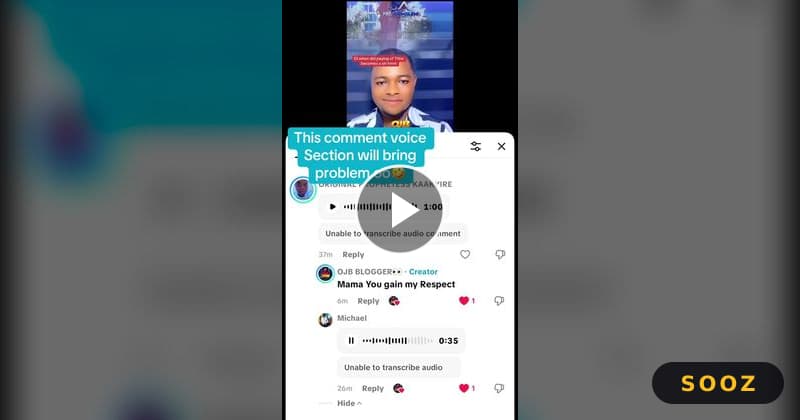 This comment voice
Section will bring
problem oo
1:00
Unable to transcribe audio comment
37m Reply
OJB BLOGGER👀 · Creator
Mama You gain my Respect
6m Reply 1
Michael
0:35
Unable to transcribe audio
26m Reply 1
Hide
SOOZ